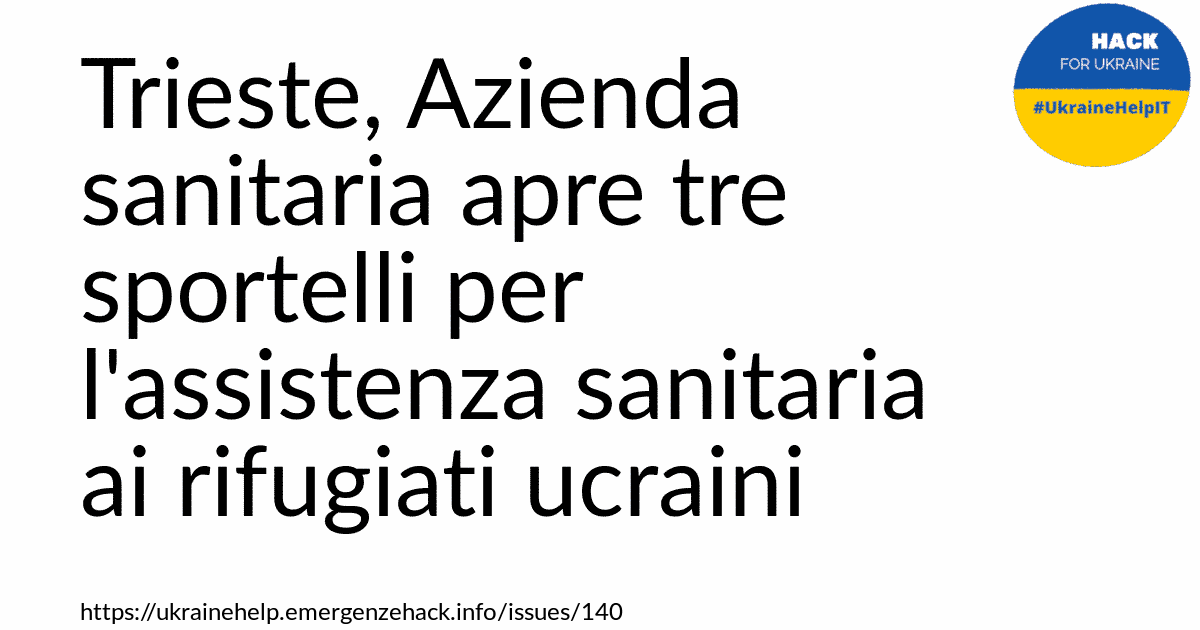 HACK
FOR UKRAINE
#UkraineHelpIT
Trieste, Azienda
sanitaria apre tre
sportelli per
l'assistenza sanitaria
ai rifugiati ucraini
https://ukrainehelp.emergenzehack.info/issues/140